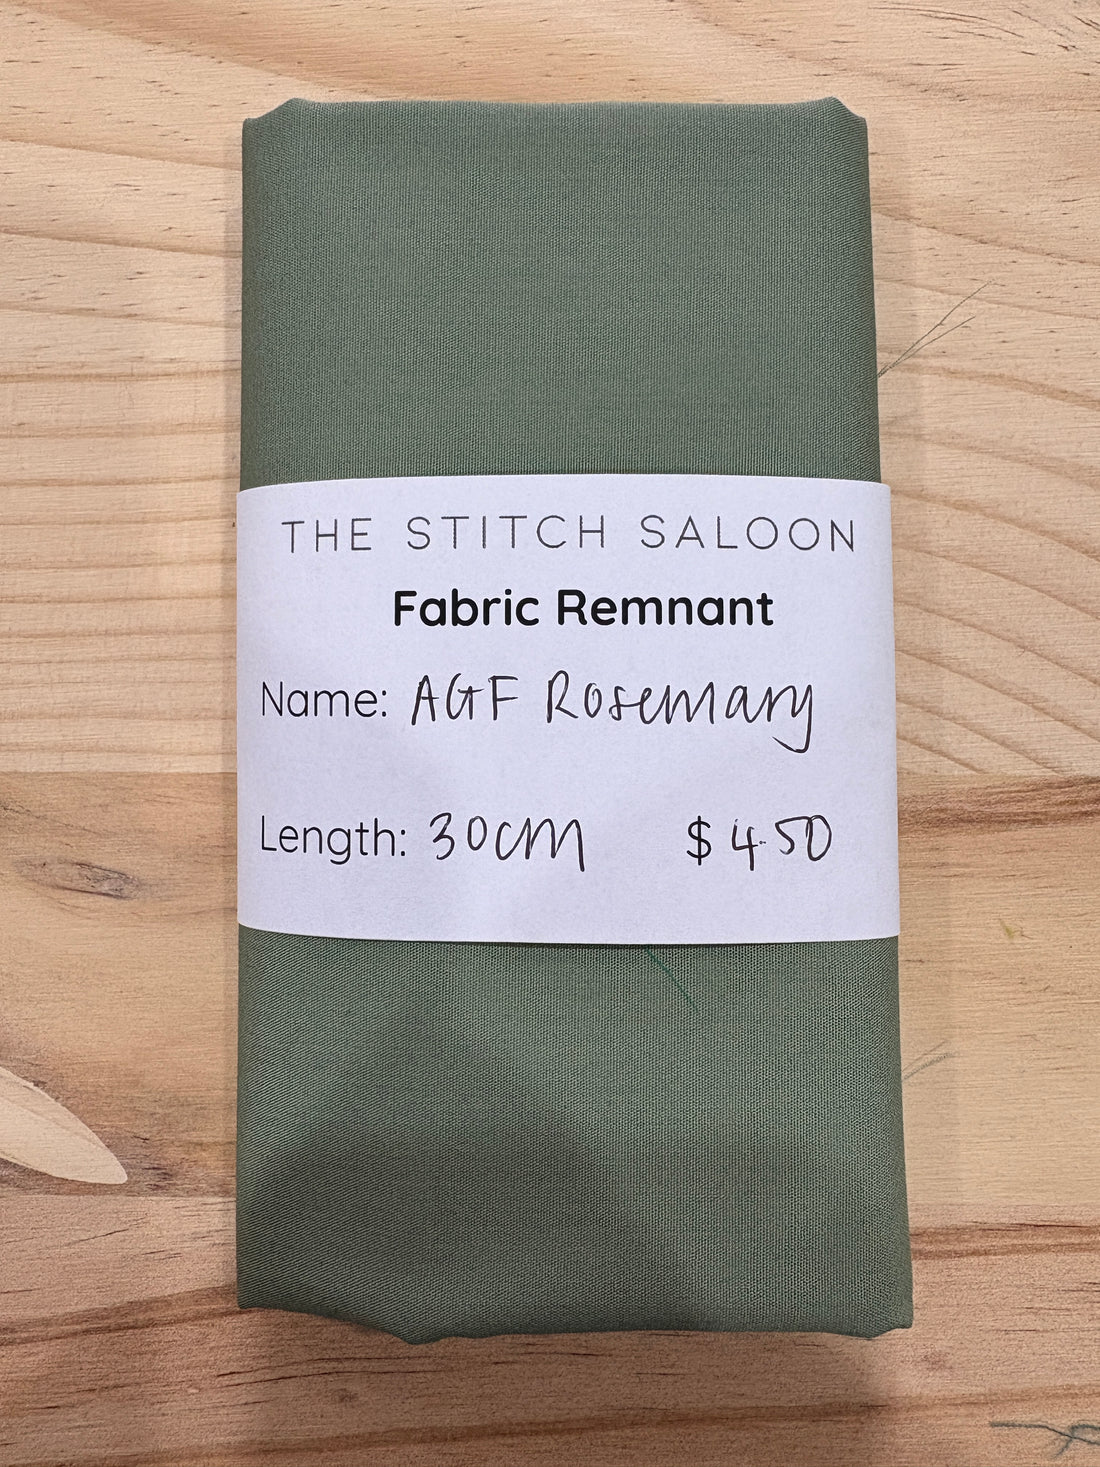 THE STITCH SALOON
Fabric Remnant
Name: AGF Rosemary
Length: 30cm $4.50